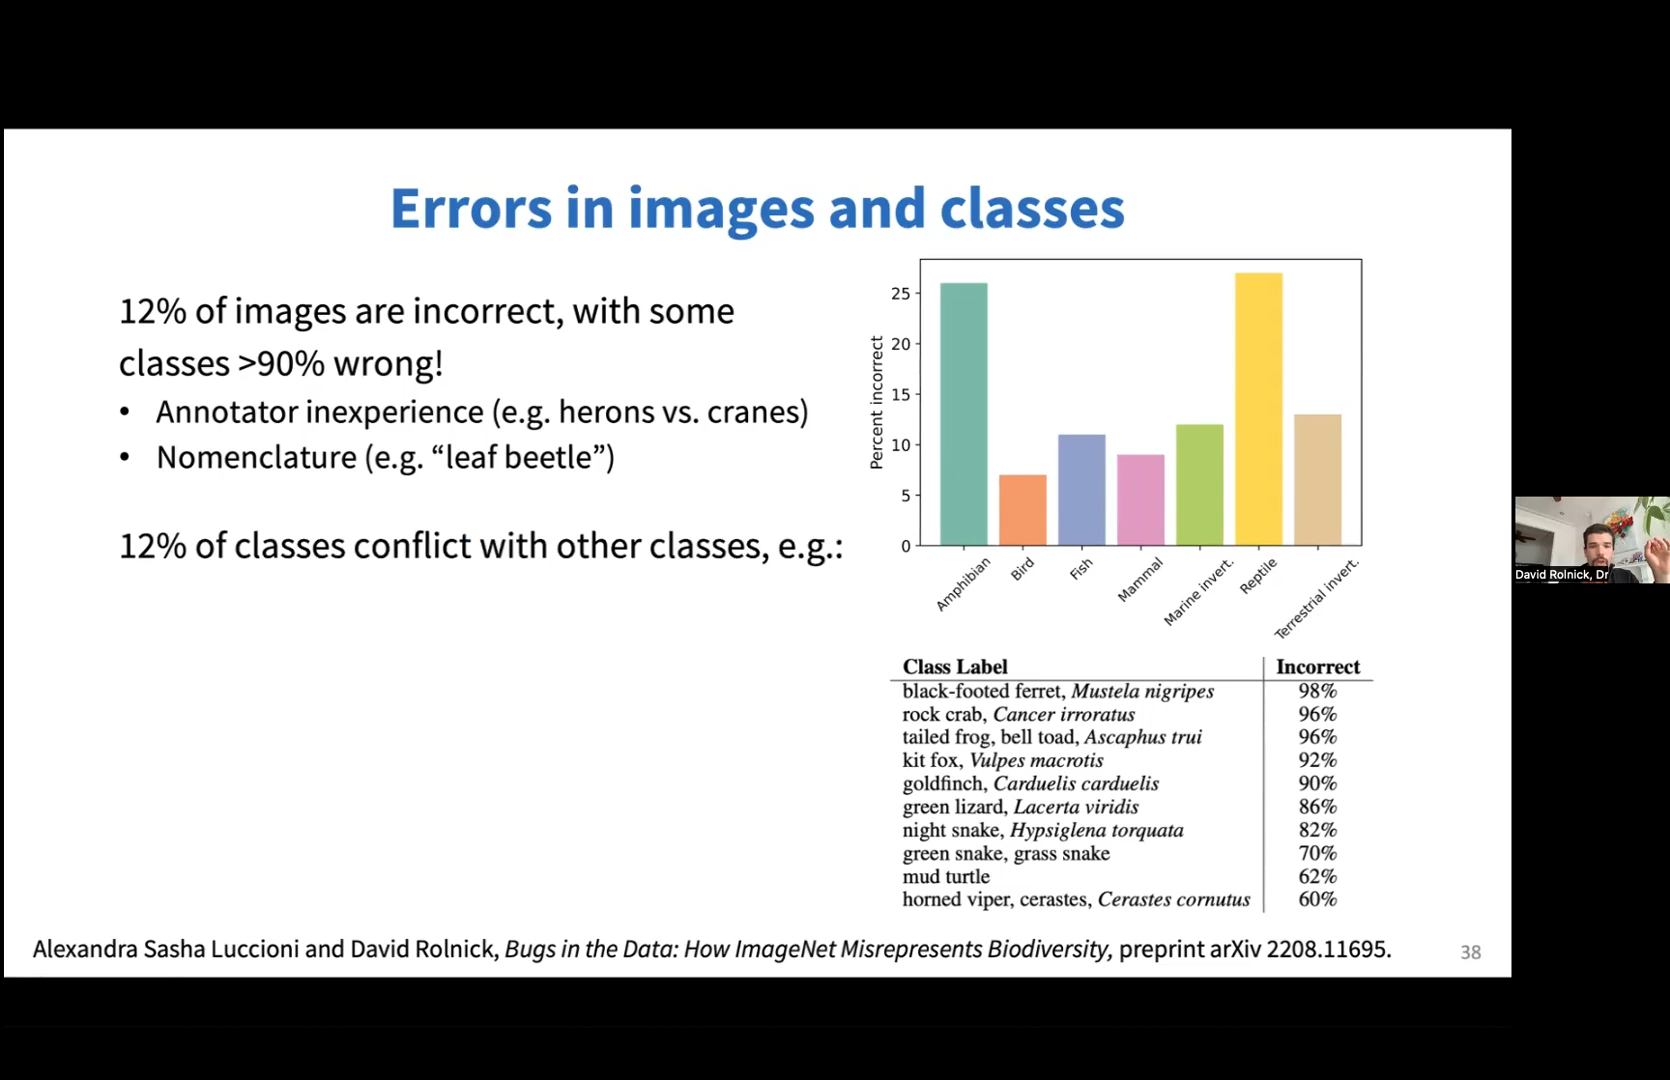 Errors in images and classes
12% of images are incorrect, with some
classes >90% wrong!
• Annotator inexperience (e.g. herons vs. cranes)
• Nomenclature (e.g. “leaf beetle”)
12% of classes conflict with other classes, e.g.:
Percent incorrect
25
20
15
10
5
0
Amphibian
Bird
Fish
Mammal
Marine invert.
Reptile
Terrestrial invert.
Class Label Incorrect
black-footed ferret, Mustela nigripes 98%
rock crab, Cancer irroratus 96%
tailed frog, bell toad, Ascaphus trui 96%
kit fox, Vulpes macrotis 92%
goldfinch, Carduelis carduelis 90%
green lizard, Lacerta viridis 86%
night snake, Hypsiglena torquata 82%
green snake, grass snake 70%
mud turtle 62%
horned viper, cerastes, Cerastes cornutus 60%
Alexandra Sasha Luccioni and David Rolnick, Bugs in the Data: How ImageNet Misrepresents Biodiversity, preprint arXiv 2208.11695.
38
David Rolnick, Dr